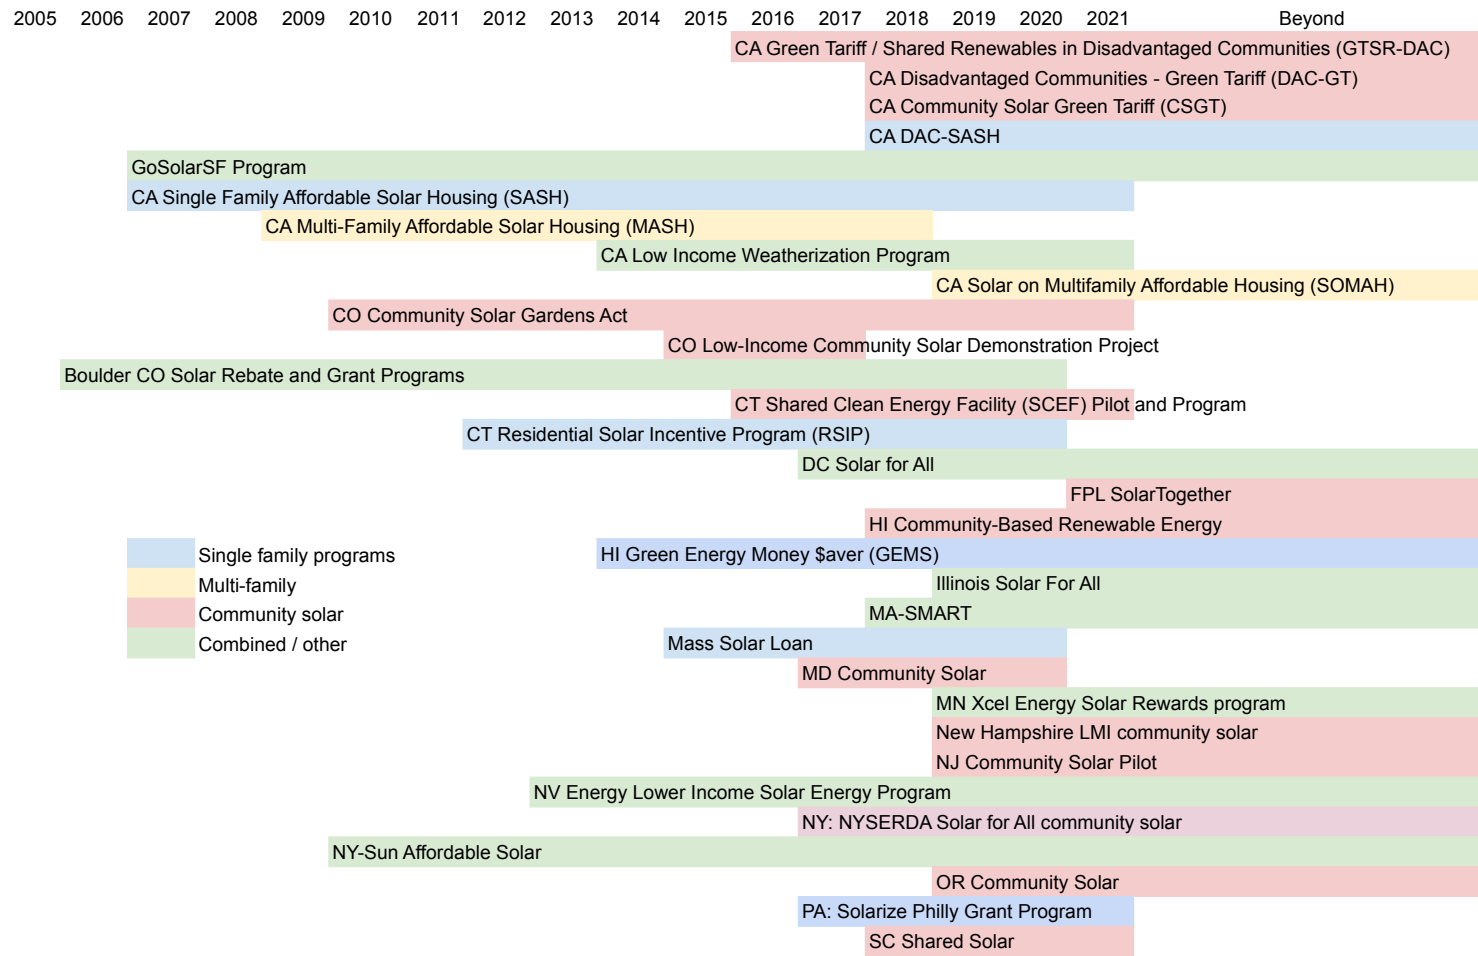 2005 2006 2007 2008 2009 2010 2011 2012 2013 2014 2015 2016 2017 2018 2019 2020 2021 Beyond
CA Green Tariff / Shared Renewables in Disadvantaged Communities (GTSR-DAC)
CA Disadvantaged Communities - Green Tariff (DAC-GT)
CA Community Solar Green Tariff (CSGT)
CA DAC-SASH
GoSolarSF Program
CA Single Family Affordable Solar Housing (SASH)
CA Multi-Family Affordable Solar Housing (MASH)
CA Low Income Weatherization Program
CA Solar on Multifamily Affordable Housing (SOMAH)
CO Community Solar Gardens Act
CO Low-Income Community Solar Demonstration Project
Boulder CO Solar Rebate and Grant Programs
CT Shared Clean Energy Facility (SCEF) Pilot and Program
CT Residential Solar Incentive Program (RSIP)
DC Solar for All
FPL SolarTogether
HI Community-Based Renewable Energy
Single family programs
HI Green Energy Money $aver (GEMS)
Multi-family
Illinois Solar For All
Community solar
MA-SMART
Combined / other
Mass Solar Loan
MD Community Solar
MN Xcel Energy Solar Rewards program
New Hampshire LMI community solar
NJ Community Solar Pilot
NV Energy Lower Income Solar Energy Program
NY: NYSERDA Solar for All community solar
NY-Sun Affordable Solar
OR Community Solar
PA: Solarize Philly Grant Program
SC Shared Solar